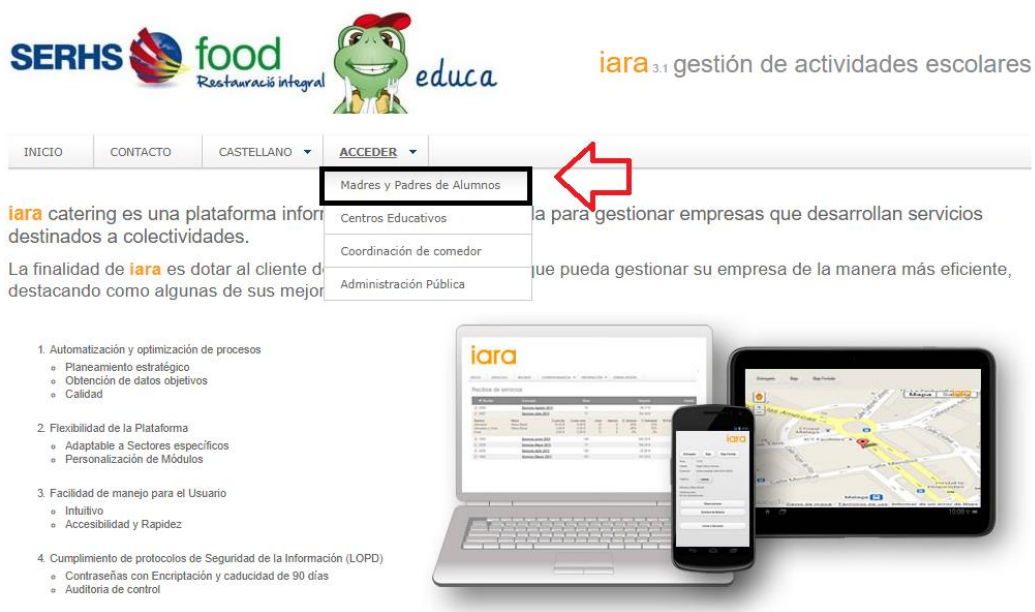 SERHS food
Restauració integral
educa
iara 3.1 gestión de actividades escolares
INICIO CONTACTO CASTELLANO ACCEDER
Madres y Padres de Alumnos
Centros Educativos
Coordinación de comedor
Administración Pública
iara catering es una plataforma infor la para gestionar empresas que desarrollan servicios
destinados a colectividades.
La finalidad de iara es dotar al cliente d que pueda gestionar su empresa de la manera más eficiente,
destacando como algunas de sus mejor
1. Automatización y optimización de procesos
Planeamiento estratégico
Obtención de datos objetivos
Calidad
2. Flexibilidad de la Plataforma
Adaptable a Sectores específicos
Personalización de Módulos
3. Facilidad de manejo para el Usuario
Intuitivo
Accesibilidad y Rapidez
4. Cumplimiento de protocolos de Seguridad de la Información (LOPD)
Contraseñas con Encriptación y caducidad de 90 días
Auditoria de control
iara
iara
Mapa
Malaga
10:08